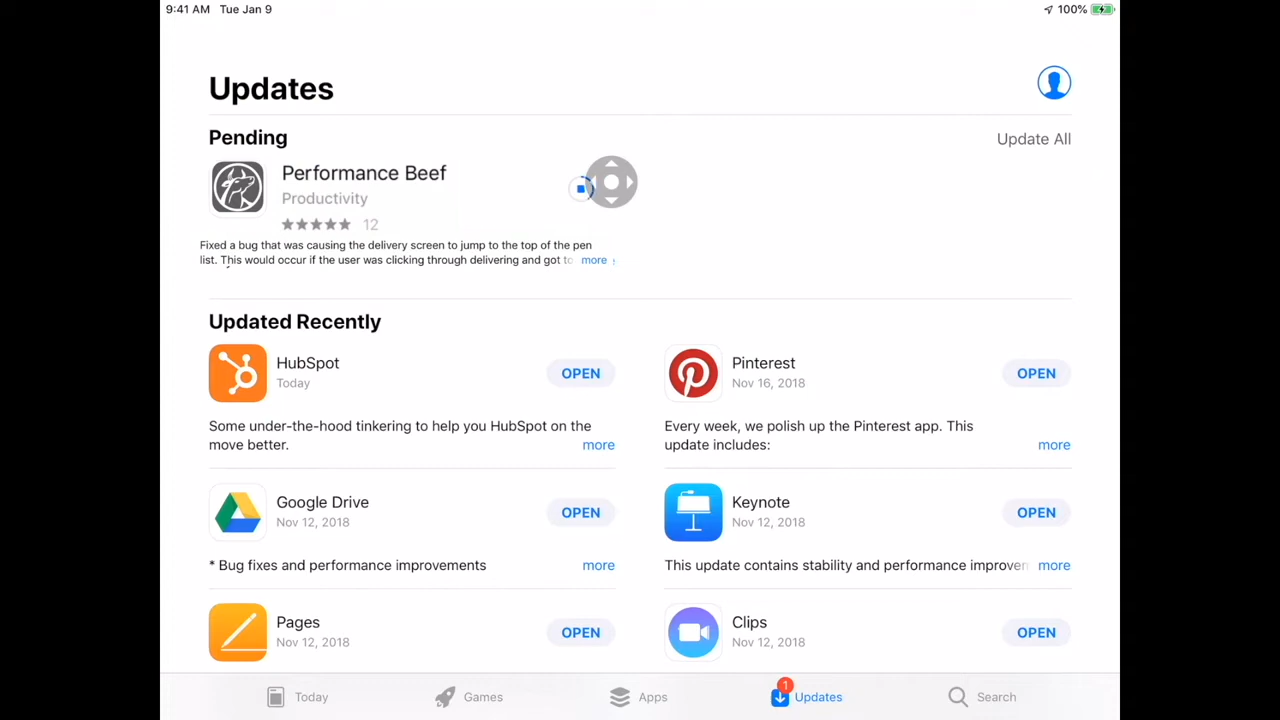 9:41 AM Tue Jan 9
100%
Updates
Pending
Update All
Performance Beef
Productivity
12
Fixed a bug that was causing the delivery screen to jump to the top of the pen
list. This would occur if the user was clicking through delivering and got to more
Updated Recently
HubSpot
Today
OPEN
Some under-the-hood tinkering to help you HubSpot on the
move better.
more
Pinterest
Nov 16, 2018
OPEN
Every week, we polish up the Pinterest app. This
update includes:
more
Google Drive
Nov 12, 2018
OPEN
* Bug fixes and performance improvements
more
Keynote
Nov 12, 2018
OPEN
This update contains stability and performance improven
more
Pages
Nov 12, 2018
OPEN
Clips
Nov 12, 2018
OPEN
Today
Games
Apps
1
Updates
Search